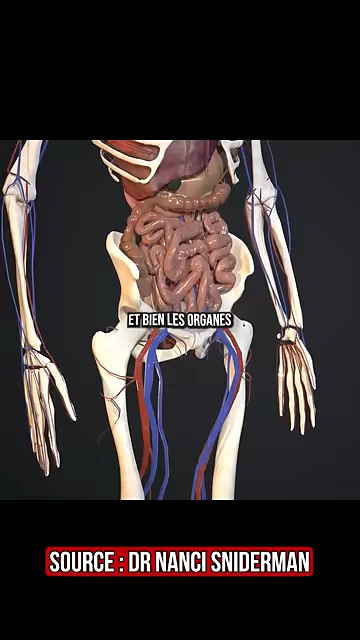 ET BIEN LES ORGANES
SOURCE : DR NANCI SNIDERMAN